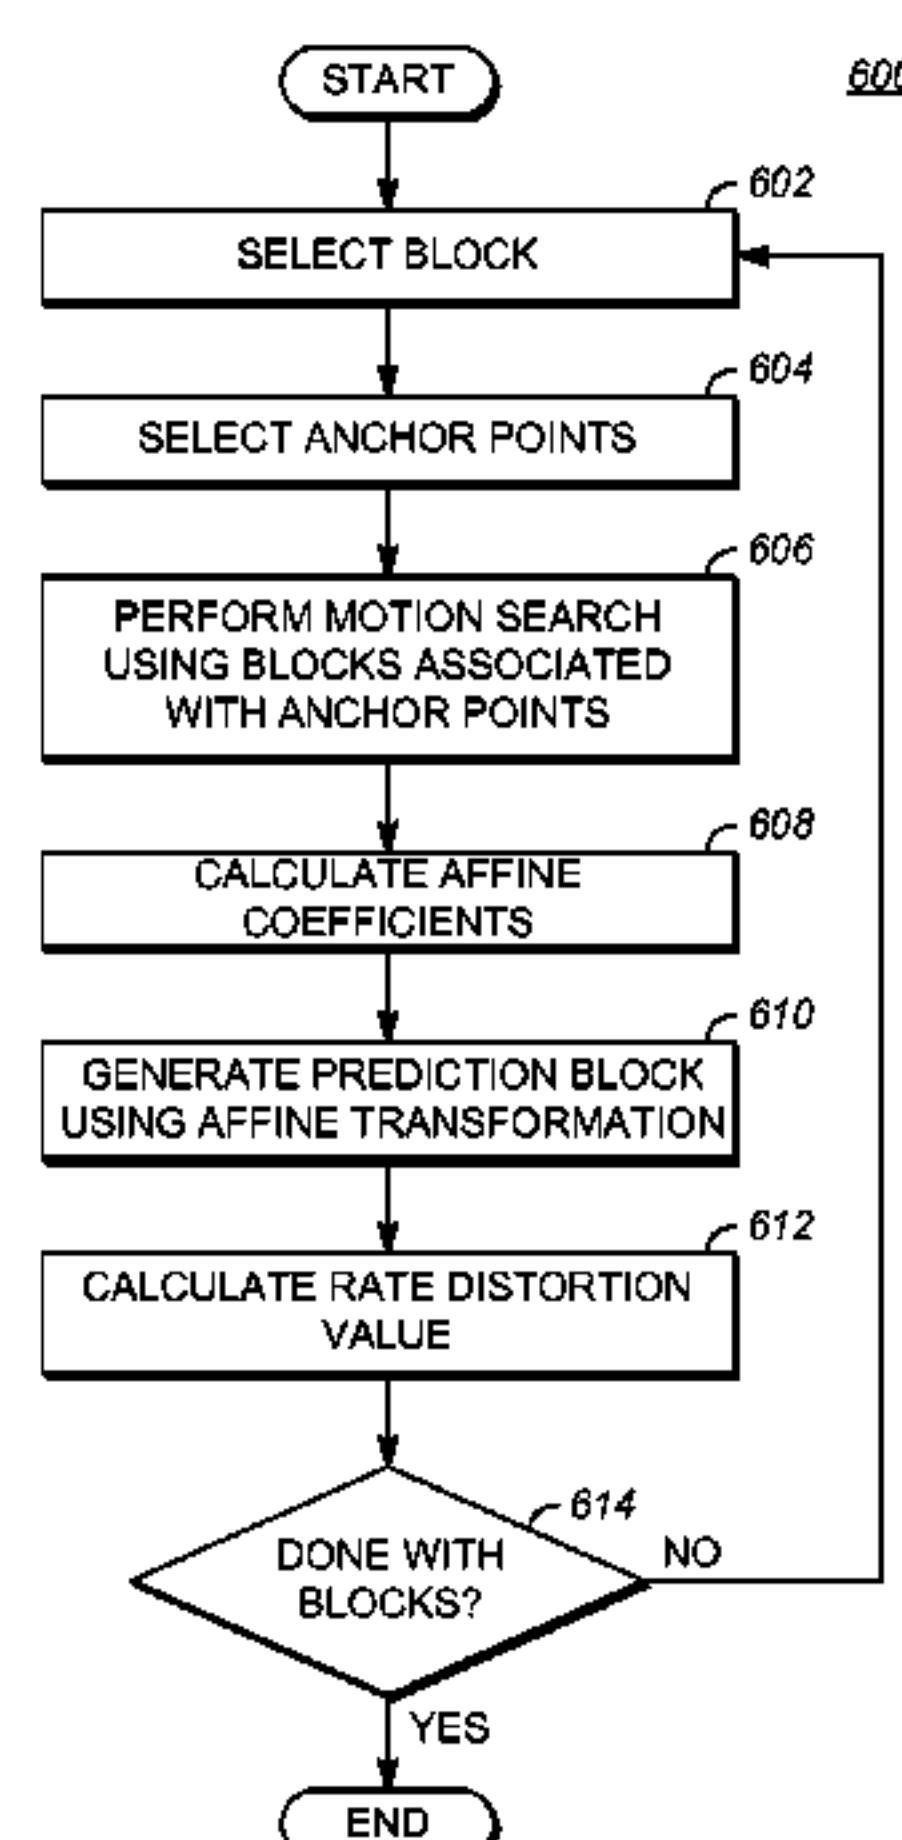 START
600
602
SELECT BLOCK
604
SELECT ANCHOR POINTS
606
PERFORM MOTION SEARCH
USING BLOCKS ASSOCIATED
WITH ANCHOR POINTS
608
CALCULATE AFFINE
COEFFICIENTS
610
GENERATE PREDICTION BLOCK
USING AFFINE TRANSFORMATION
612
CALCULATE RATE DISTORTION
VALUE
614
DONE WITH
BLOCKS?
NO
YES
END